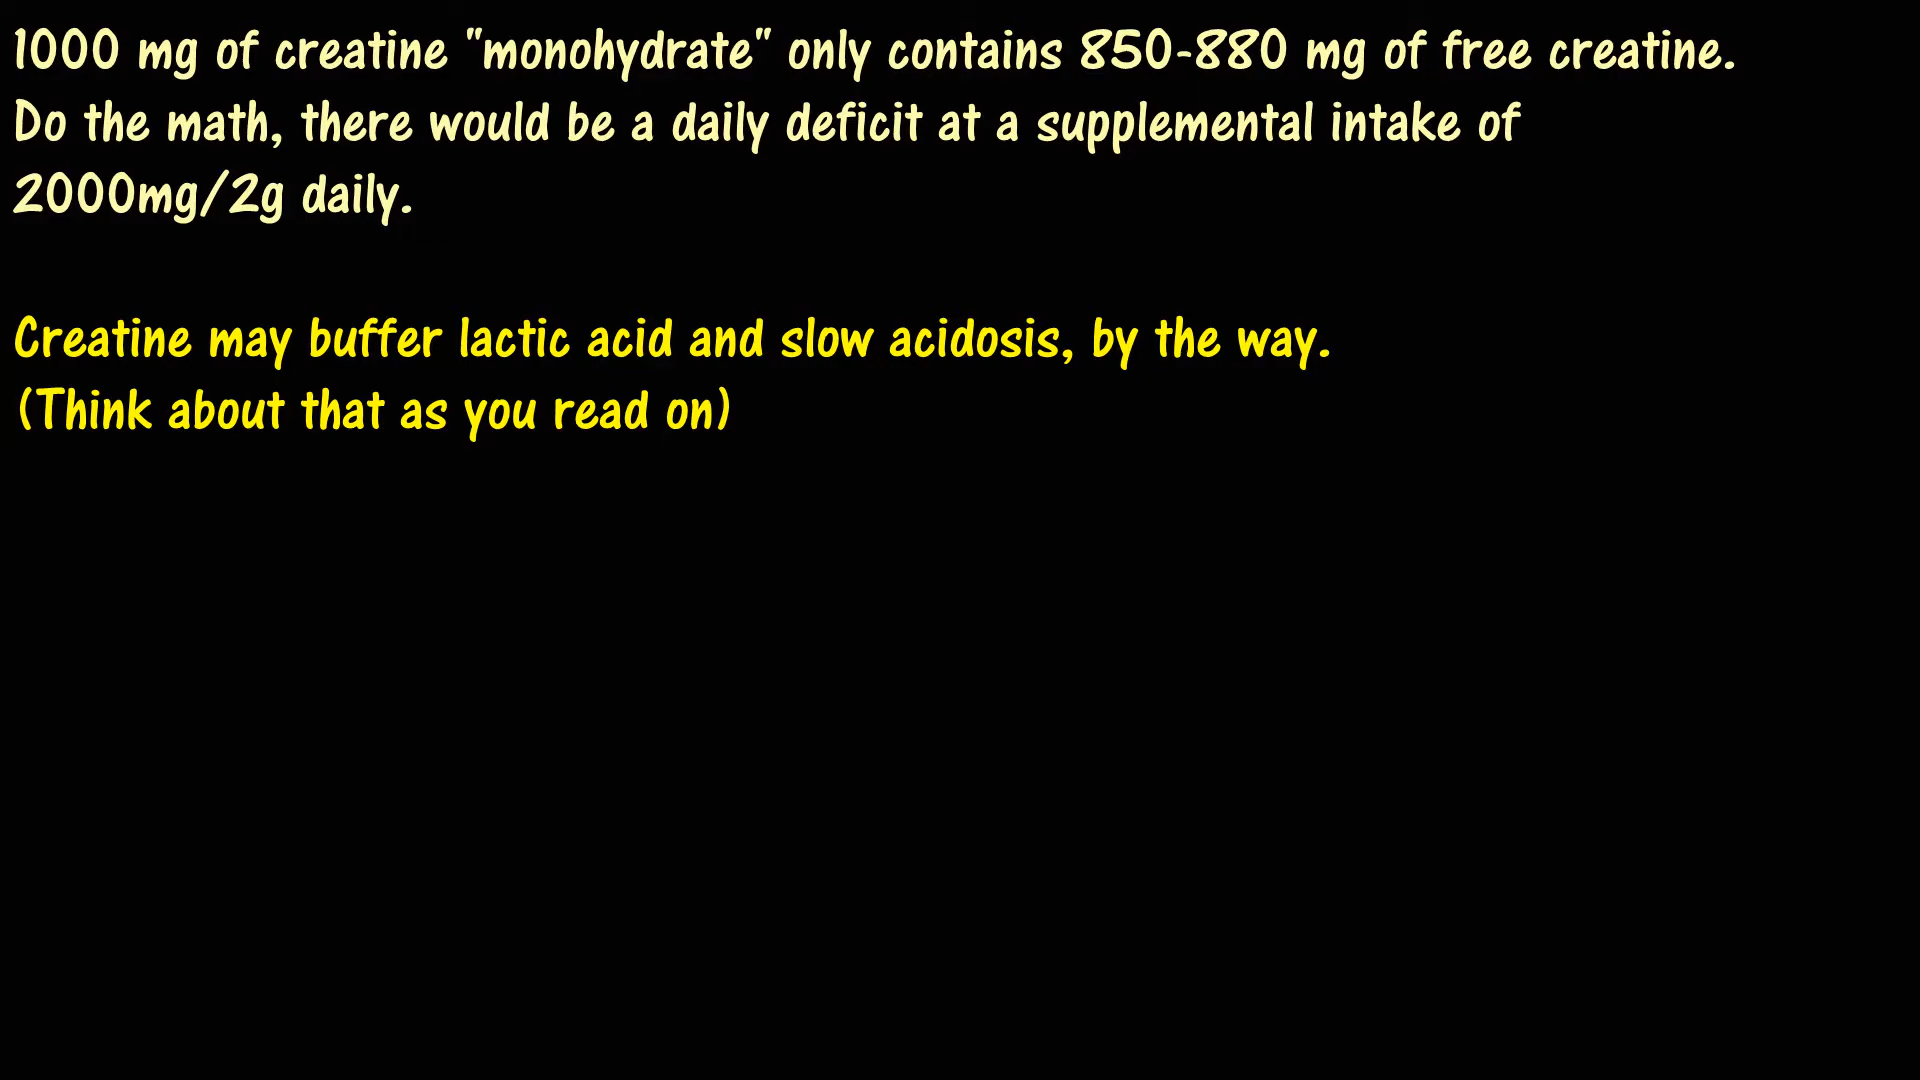 1000 mg of creatine "monohydrate" only contains 850-880 mg of free creatine.
Do the math, there would be a daily deficit at a supplemental intake of
2000mg/2g daily.
Creatine may buffer lactic acid and slow acidosis, by the way.
(Think about that as you read on)